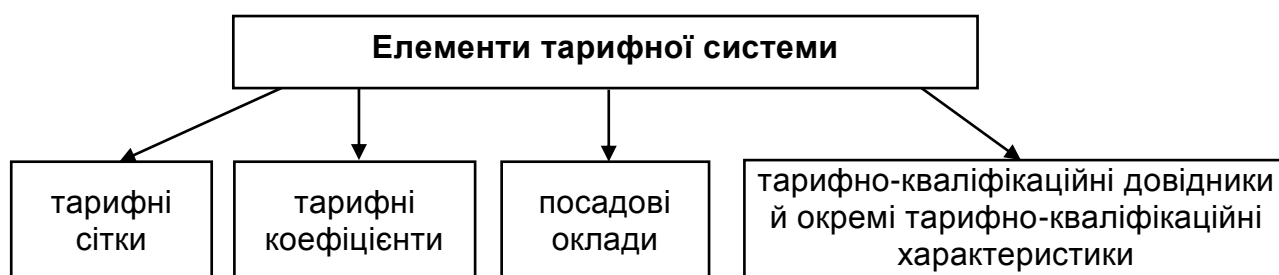 Елементи тарифної системи
тарифні
сітки
тарифні
коефіцієнти
посадові
оклади
тарифно-кваліфікаційні довідники
й окремі тарифно-кваліфікаційні
характеристики